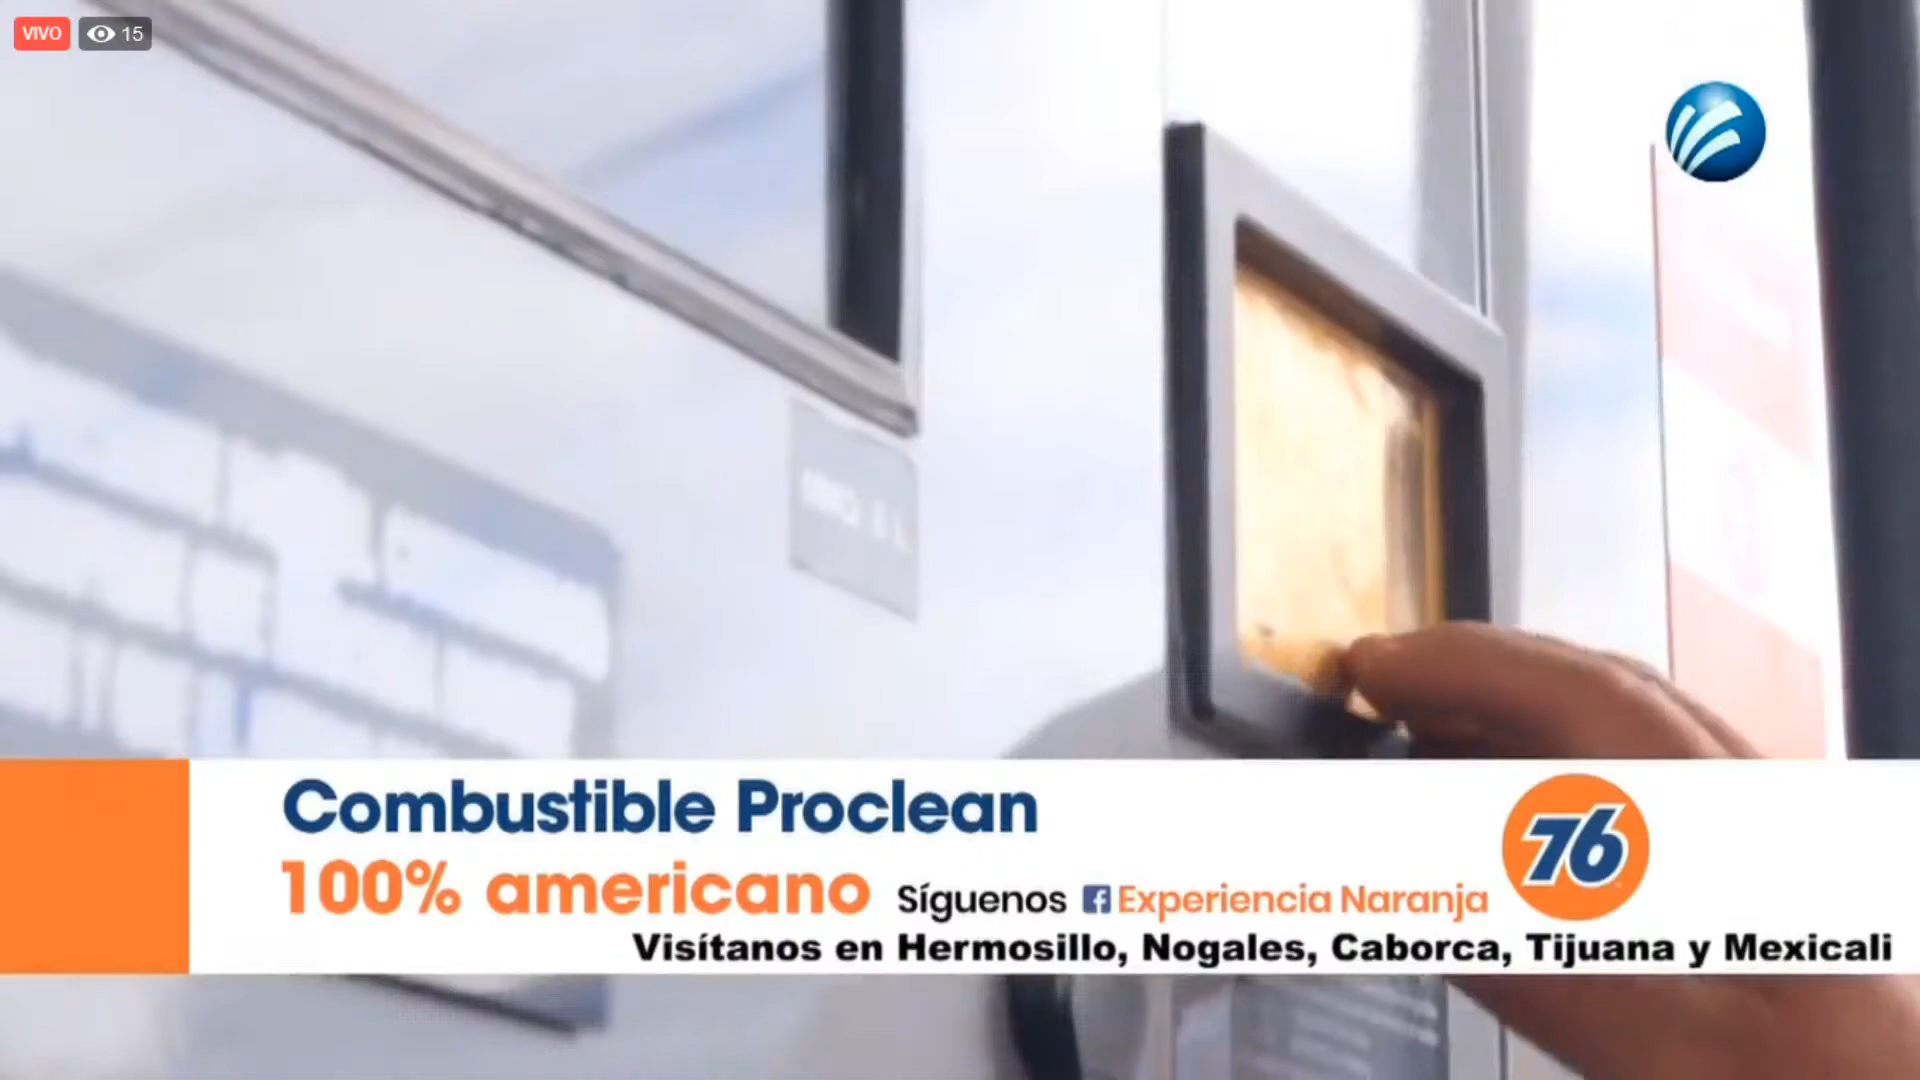 VIVO 15
Combustible Proclean
100% americano Síguenos Experiencia Naranja
76
Visítanos en Hermosillo, Nogales, Caborca, Tijuana y Mexicali